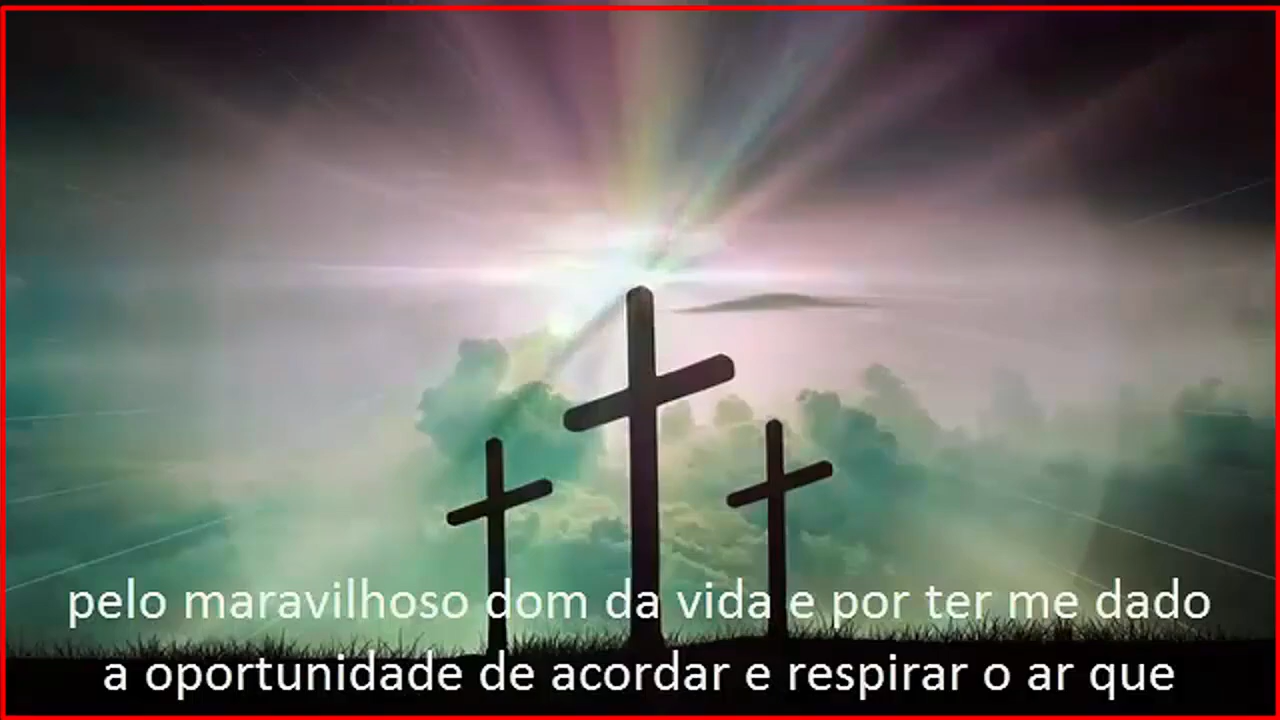 pelo maravilhoso dom da vida e por ter me dado
a oportunidade de acordar e respirar o ar que